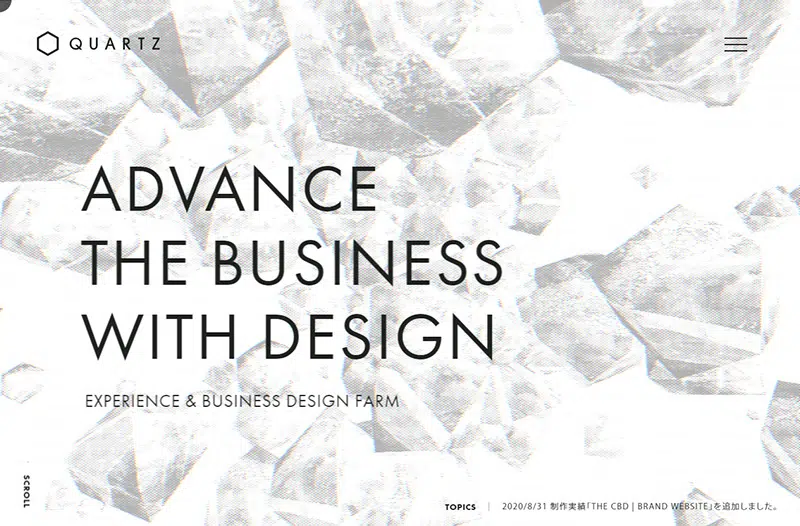 QUARTZ
ADVANCE
THE BUSINESS
WITH DESIGN
EXPERIENCE & BUSINESS DESIGN FARM
SCROLL
TOPICS | 2020/8/31 制作実績「THE CBD | BRAND WEBSITE」を追加しました。